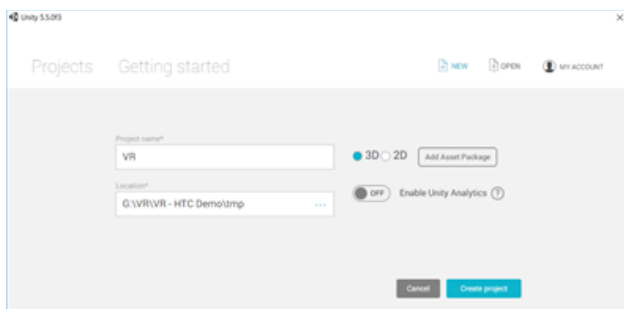 Unity 5.5.0f3
Projects Getting started NEW OPEN MY ACCOUNT
Project name*
VR
3D 2D Add Asset Package
Location*
G:\VR\VR - HTC Demo\tmp ...
OFF Enable Unity Analytics ?
Cancel Create project